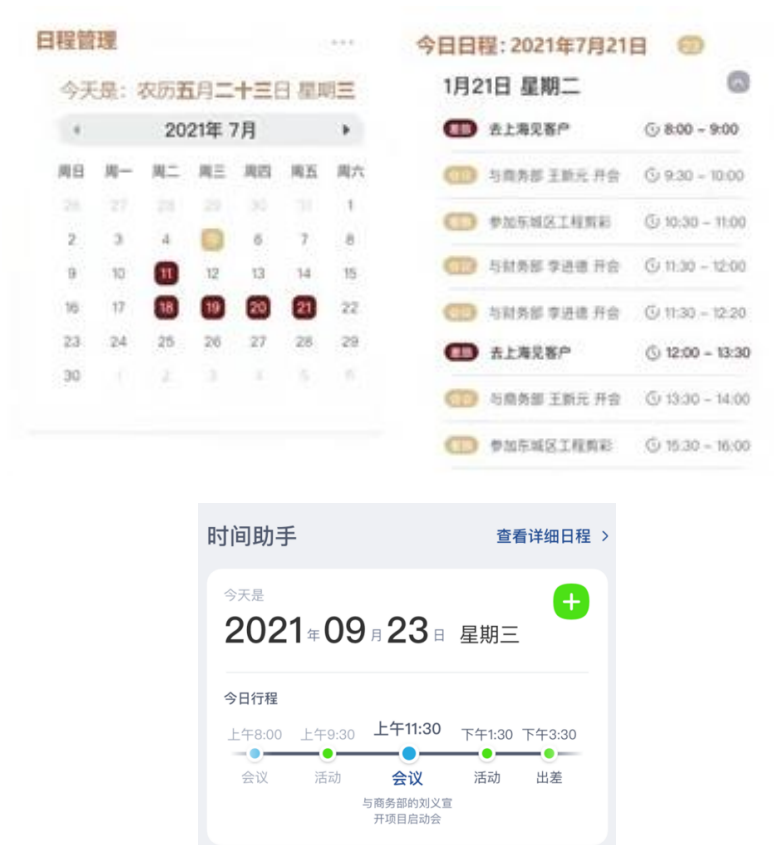 日程管理
今天是：农历五月二十三日 星期三
2021年 7月
周日 周一 周二 周三 周四 周五 周六
26 27 28 29 30 31 1
2 3 4 6 7 8
9 10 11 12 13 14 15
16 17 18 19 20 21 22
23 24 25 26 27 28 29
30 1 2 3 4 5 6
今日日程：2021年7月21日
1月21日 星期二
去上海见客户 8:00 - 9:00
会议 与商务部 王新元 开会 9:30 - 10:00
参加东城区工程剪彩 10:30 - 11:00
会议 与财务部 李进德 开会 11:30 - 12:00
会议 与财务部 李进德 开会 11:30 - 12:20
去上海见客户 12:00 - 13:30
会议 与商务部 王新元 开会 13:30 - 14:00
参加东城区工程剪彩 15:30 - 16:00
时间助手
查看详细日程 >
今天是
2021年09月23日 星期三
今日行程
上午8:00 上午9:30 上午11:30 下午1:30 下午3:30
会议 活动 会议 活动 出差
与商务部的刘义宣
开项目启动会